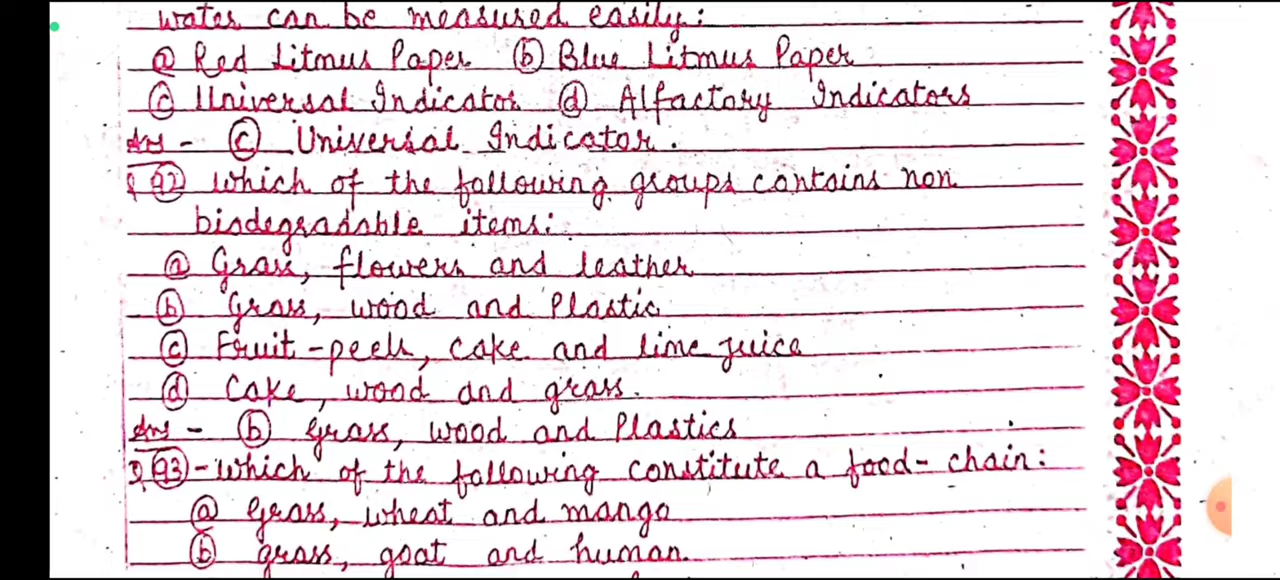 water can be measured easily:
(a) Red Litmus Paper (b) Blue Litmus Paper
(c) Universal Indicator (d) Alfactory Indicators
Ans - (c) Universal Indicator.
Q 92) which of the following groups contains non
biodegradable items:
(a) Grass, flowers and leather
(b) Grass, wood and Plastic
(c) Fruit-peels, cake and lime juice
(d) Cake, wood and grass.
Ans - (b) Grass, wood and Plastics
Q 93 - which of the following constitute a food-chain:
(a) Grass, wheat and mango
(b) grass, goat and human.